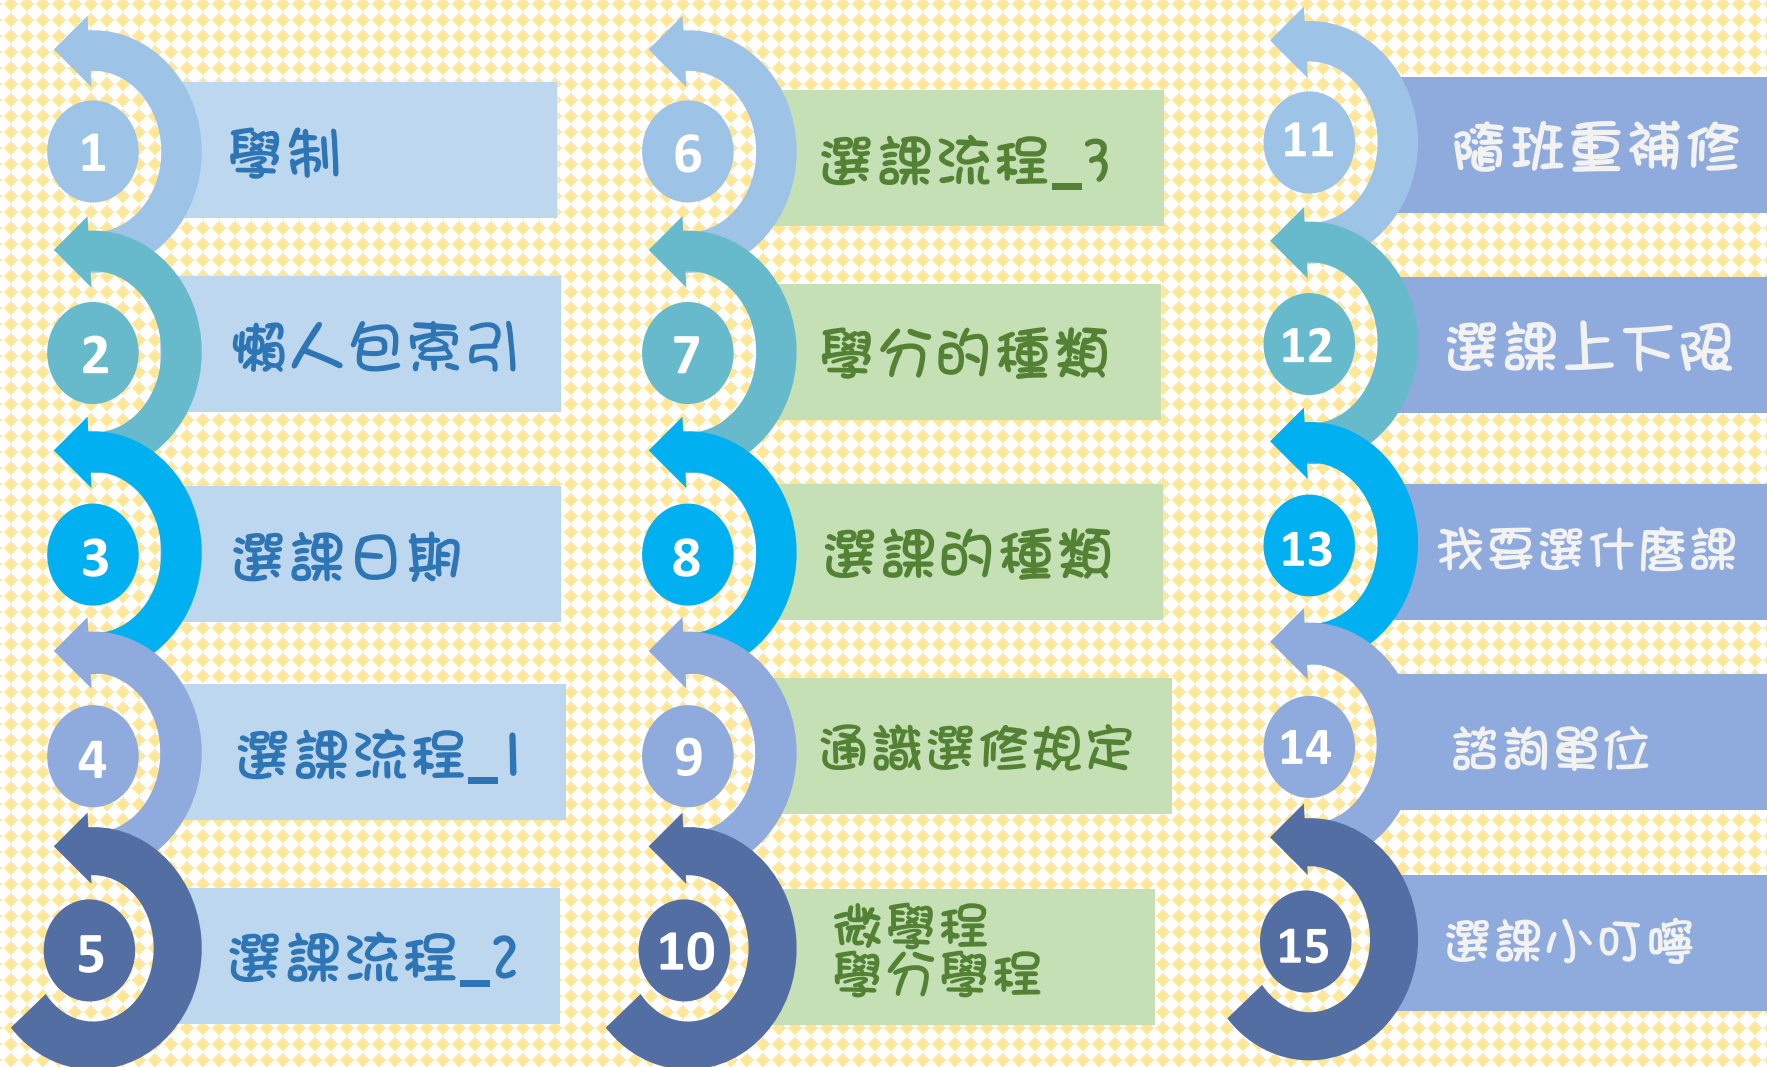 1
學制
2
懶人包索引
3
選課日期
4
選課流程_1
5
選課流程_2
6
選課流程_3
7
學分的種類
8
選課的種類
9
通識選修規定
10
微學程
學分學程
11
隨班重補修
12
選課上下限
13
我要選什麼課
14
諮詢單位
15
選課小叮嚀